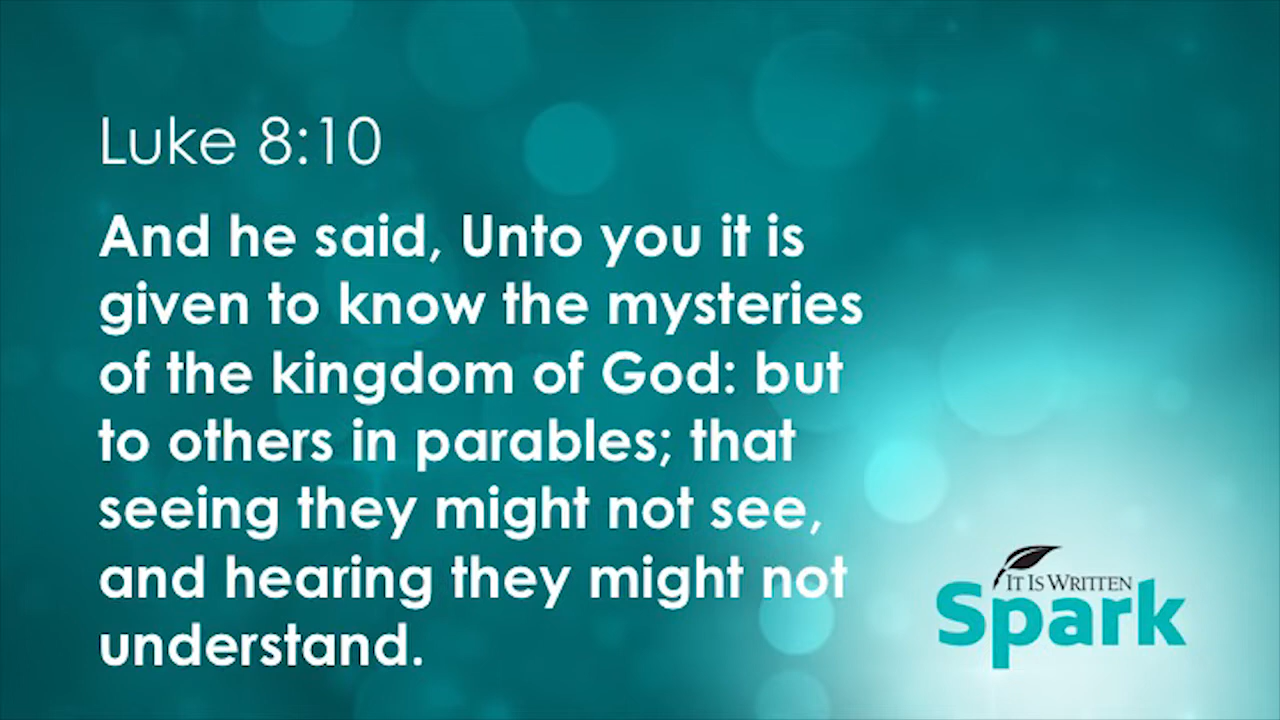 Luke 8:10
And he said, Unto you it is
given to know the mysteries
of the kingdom of God: but
to others in parables; that
seeing they might not see,
and hearing they might not
understand.
IT IS WRITTEN
Spark